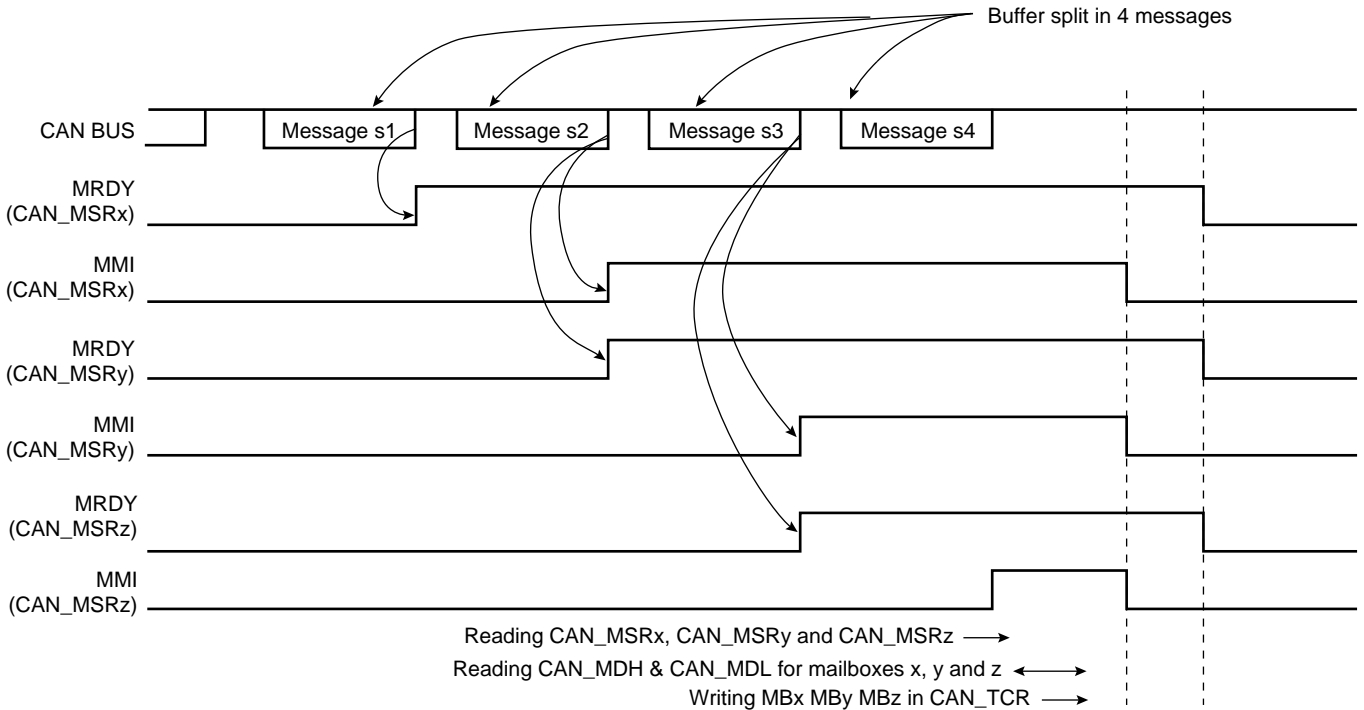 Buffer split in 4 messages
CAN BUS
Message s1
Message s2
Message s3
Message s4
MRDY
(CAN_MSRx)
MMI
(CAN_MSRx)
MRDY
(CAN_MSRy)
MMI
(CAN_MSRy)
MRDY
(CAN_MSRz)
MMI
(CAN_MSRz)
Reading CAN_MSRx, CAN_MSRy and CAN_MSRz
Reading CAN_MDH & CAN_MDL for mailboxes x, y and z
Writing MBx MBy MBz in CAN_TCR